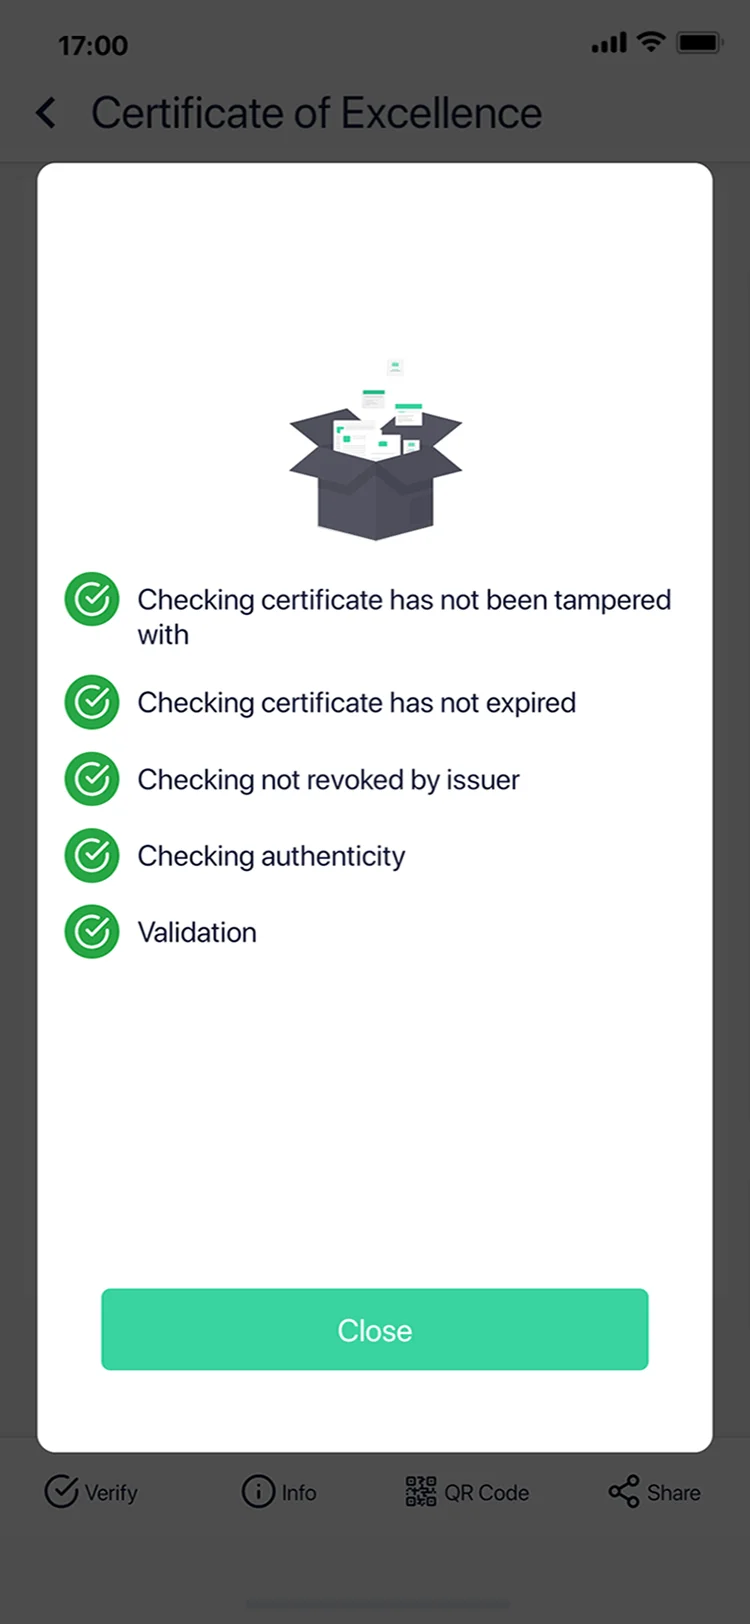 17:00
Certificate of Excellence
Checking certificate has not been tampered
with
Checking certificate has not expired
Checking not revoked by issuer
Checking authenticity
Validation
Close
Verify
Info
QR Code
Share